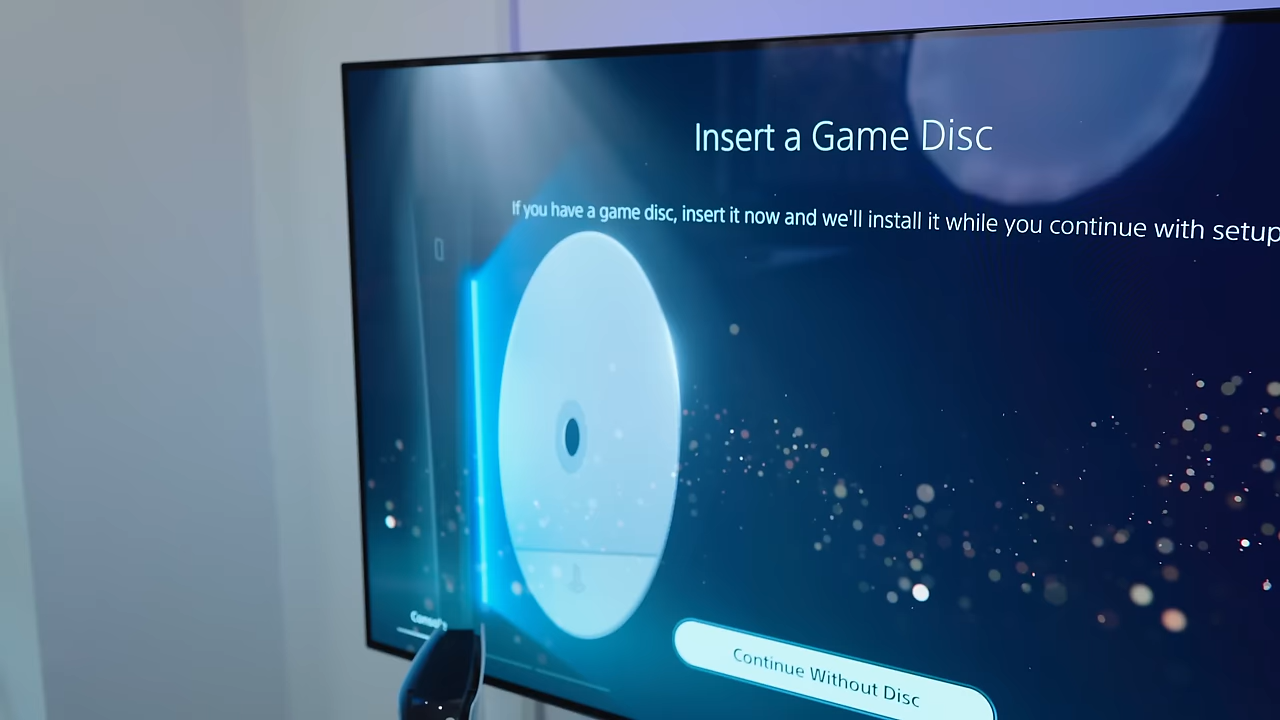 Insert a Game Disc
If you have a game disc, insert it now and we'll install it while you continue with setup
Console
Continue Without Disc